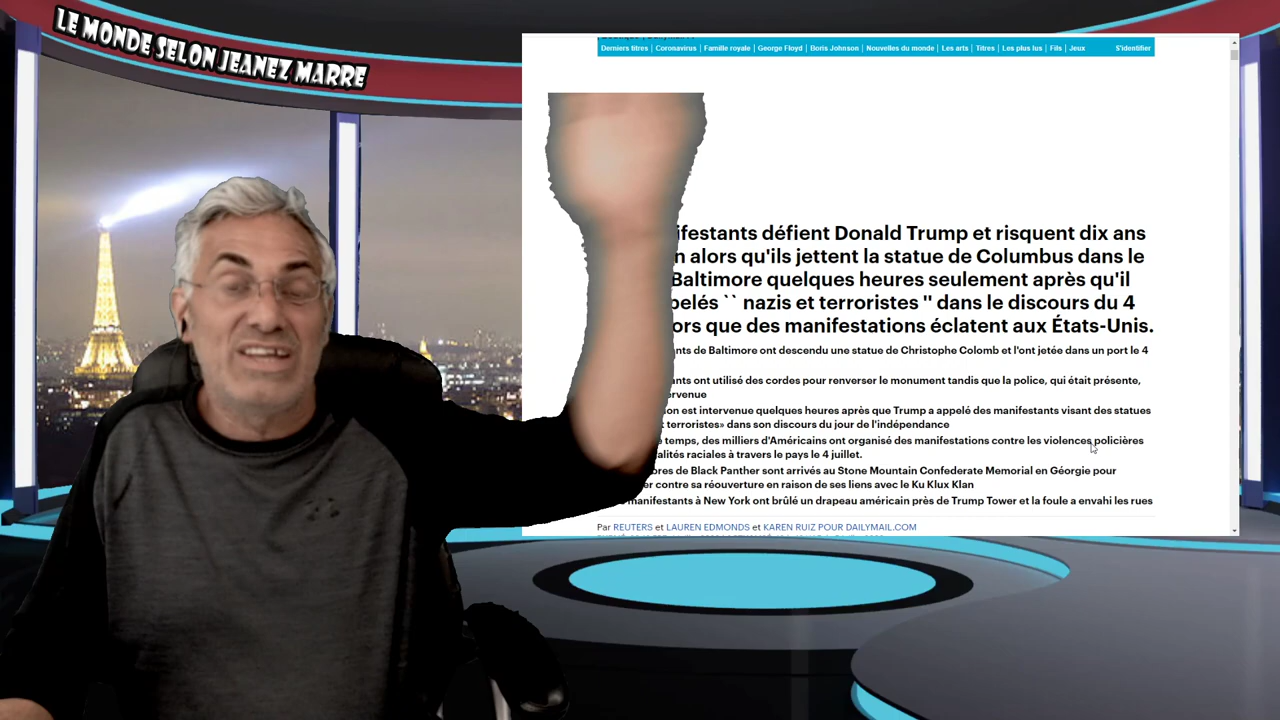 LE MONDE SELON JEANEZ MARRE
Derniers titres | Coronavirus | Famille royale | George Floyd | Boris Johnson | Nouvelles du monde | Les arts | Titres | Les plus lus | Fils | Jeux S'identifier
ifestants défient Donald Trump et risquent dix ans
n alors qu'ils jettent la statue de Columbus dans le
Baltimore quelques heures seulement après qu'il
pelés `` nazis et terroristes '' dans le discours du 4
ors que des manifestations éclatent aux États-Unis.
nts de Baltimore ont descendu une statue de Christophe Colomb et l'ont jetée dans un port le 4
ants ont utilisé des cordes pour renverser le monument tandis que la police, qui était présente,
ervenue
on est intervenue quelques heures après que Trump a appelé des manifestants visant des statues
t terroristes» dans son discours du jour de l'indépendance
e temps, des milliers d'Américains ont organisé des manifestations contre les violences policières
alités raciales à travers le pays le 4 juillet.
bres de Black Panther sont arrivés au Stone Mountain Confederate Memorial en Géorgie pour
er contre sa réouverture en raison de ses liens avec le Ku Klux Klan
manifestants à New York ont brûlé un drapeau américain près de Trump Tower et la foule a envahi les rues
Par REUTERS et LAUREN EDMONDS et KAREN RUIZ POUR DAILYMAIL.COM